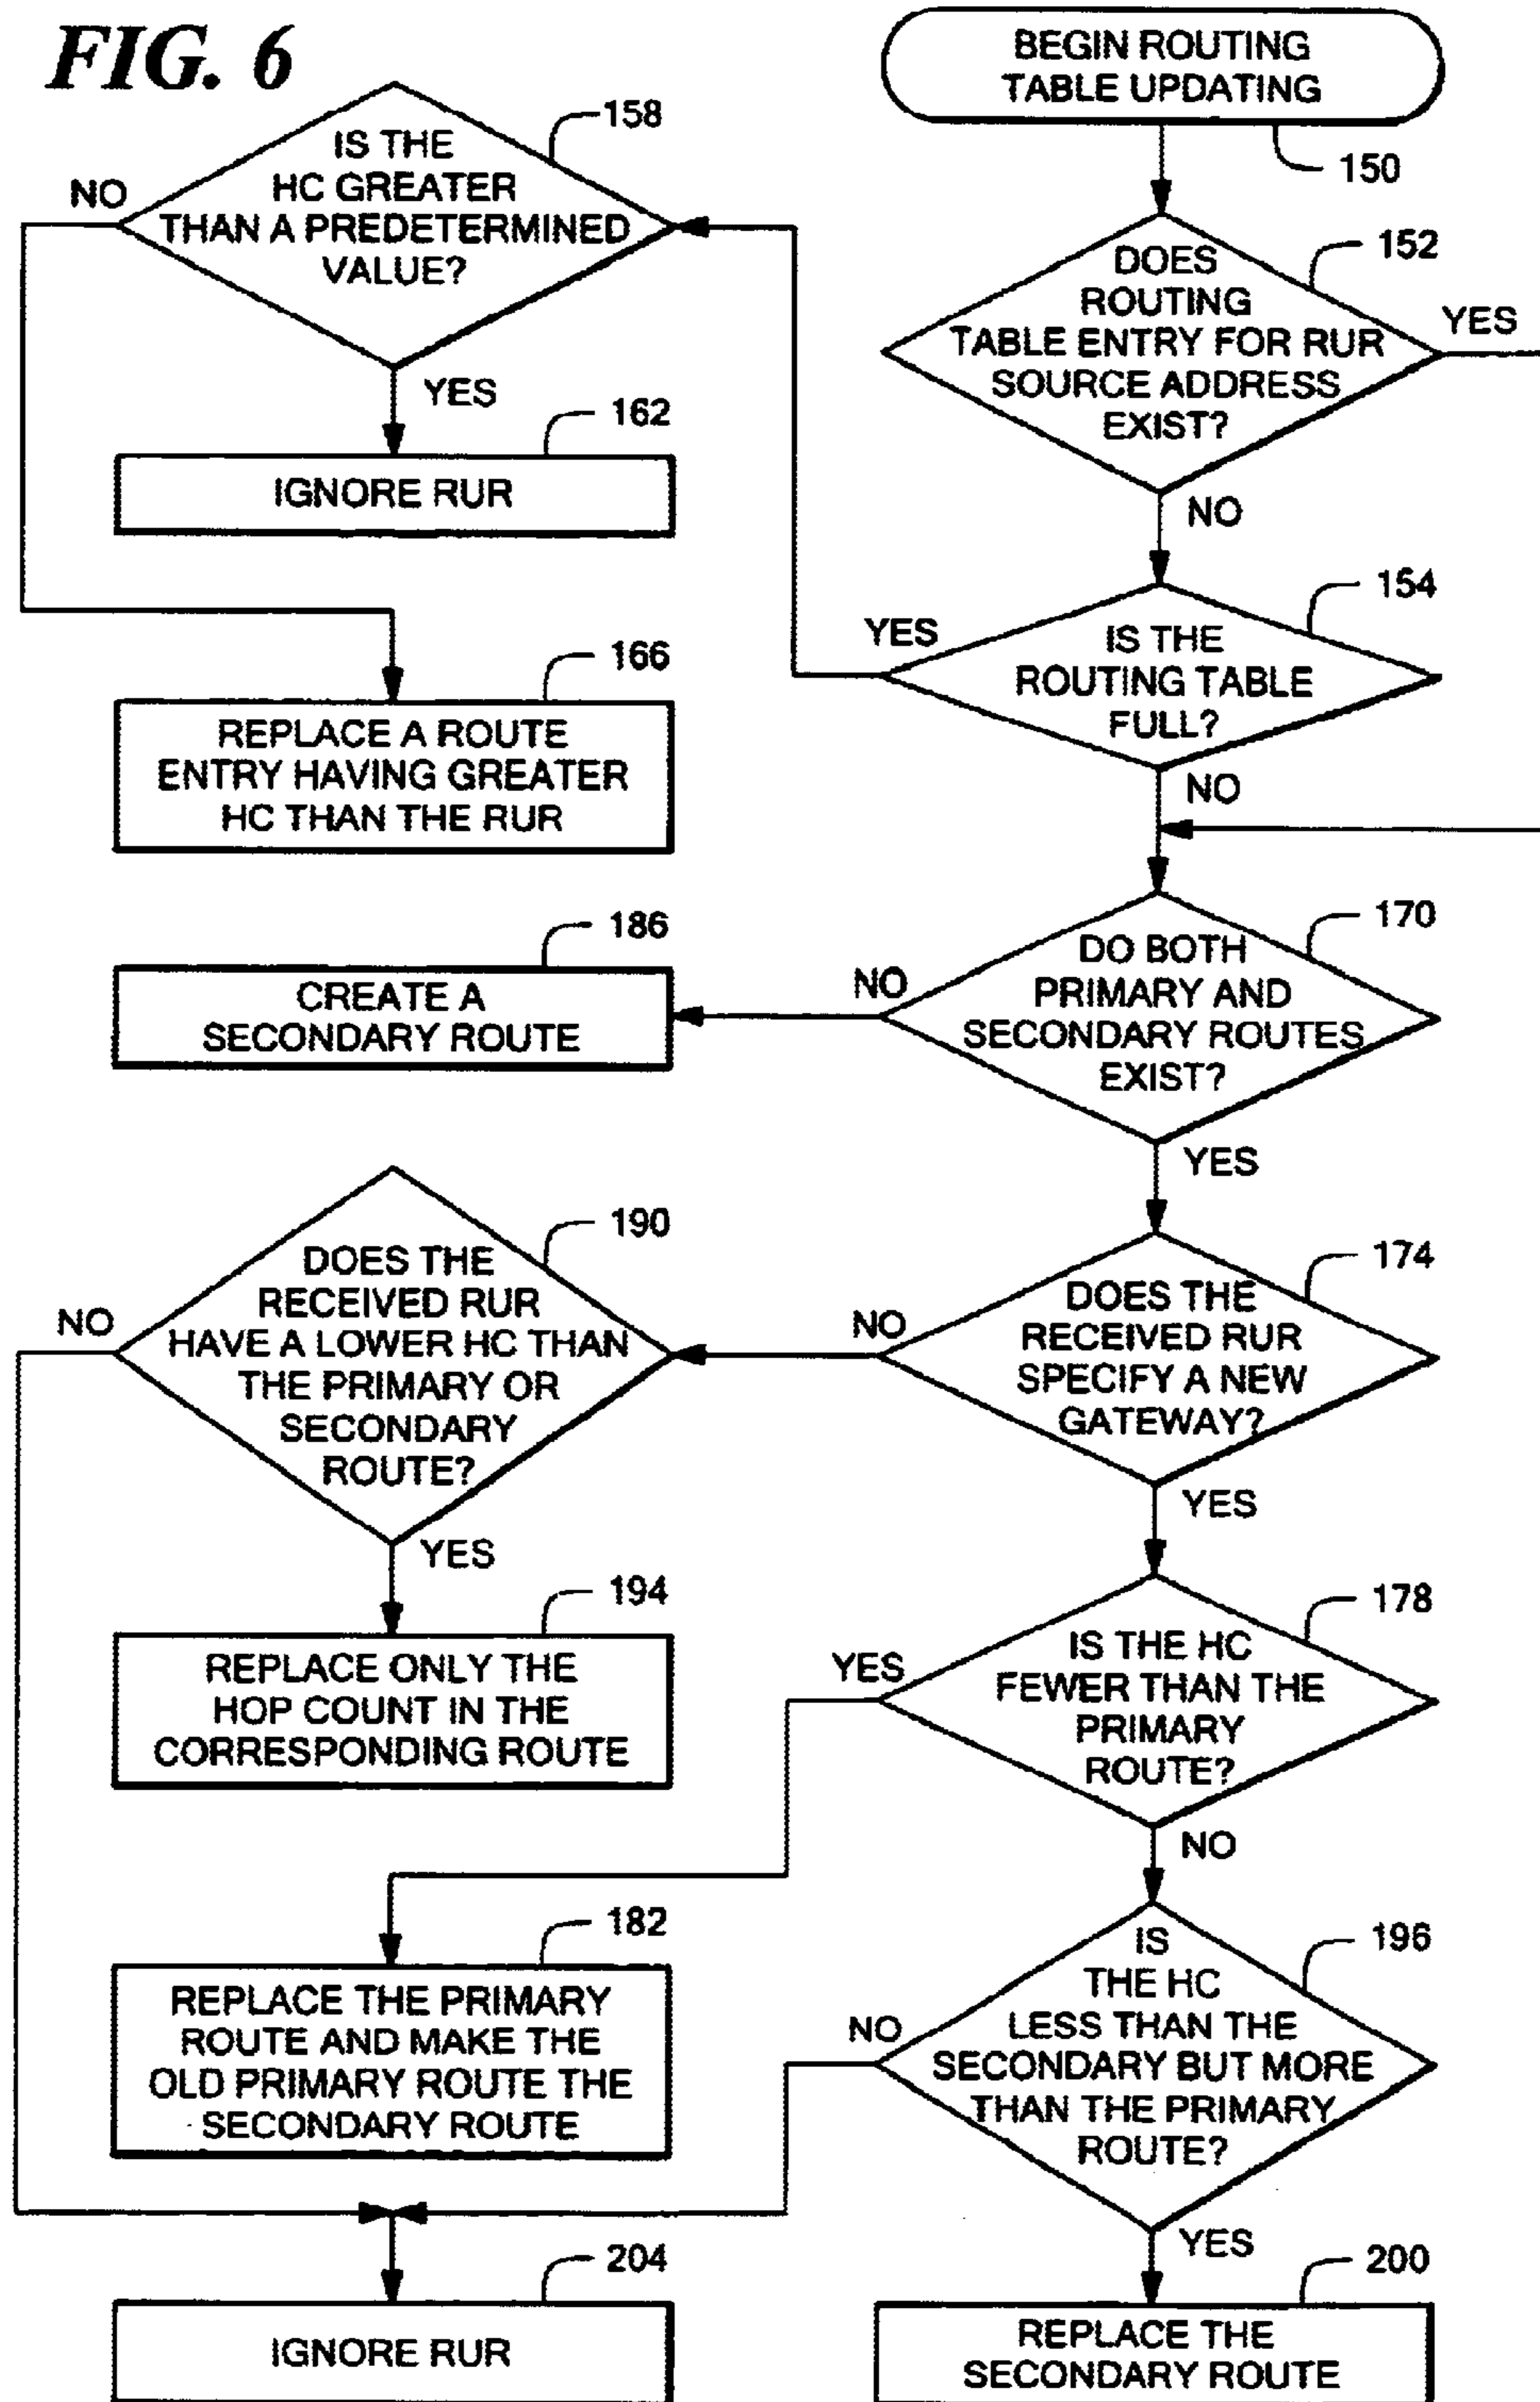 FIG. 6
BEGIN ROUTING
TABLE UPDATING
150
IS THE
HC GREATER
THAN A PREDETERMINED
VALUE?
158
NO
YES
DOES
ROUTING
TABLE ENTRY FOR RUR
SOURCE ADDRESS
EXIST?
152
YES
NO
162
IGNORE RUR
154
IS THE
ROUTING TABLE
FULL?
YES
NO
166
REPLACE A ROUTE
ENTRY HAVING GREATER
HC THAN THE RUR
170
DO BOTH
PRIMARY AND
SECONDARY ROUTES
EXIST?
NO
YES
186
CREATE A
SECONDARY ROUTE
174
DOES THE
RECEIVED RUR
SPECIFY A NEW
GATEWAY?
NO
YES
190
DOES THE
RECEIVED RUR
HAVE A LOWER HC THAN
THE PRIMARY OR
SECONDARY
ROUTE?
NO
YES
194
REPLACE ONLY THE
HOP COUNT IN THE
CORRESPONDING ROUTE
178
IS THE HC
FEWER THAN THE
PRIMARY
ROUTE?
YES
NO
182
REPLACE THE PRIMARY
ROUTE AND MAKE THE
OLD PRIMARY ROUTE THE
SECONDARY ROUTE
196
IS
THE HC
LESS THAN THE
SECONDARY BUT MORE
THAN THE PRIMARY
ROUTE?
NO
YES
204
IGNORE RUR
200
REPLACE THE
SECONDARY ROUTE